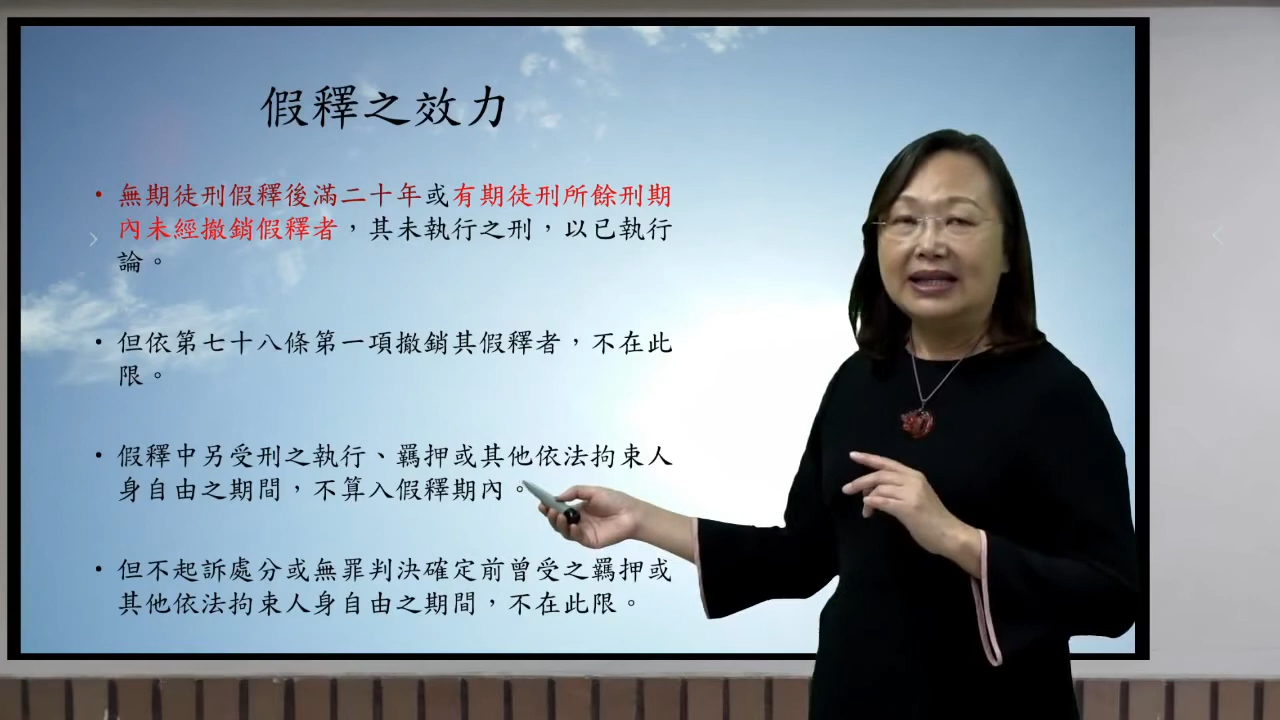 假釋之效力
• 無期徒刑假釋後滿二十年或有期徒刑所餘刑期
內未經撤銷假釋者，其未執行之刑，以已執行
論。
• 但依第七十八條第一項撤銷其假釋者，不在此
限。
• 假釋中另受刑之執行、羈押或其他依法拘束人
身自由之期間，不算入假釋期內。
• 但不起訴處分或無罪判決確定前曾受之羈押或
其他依法拘束人身自由之期間，不在此限。